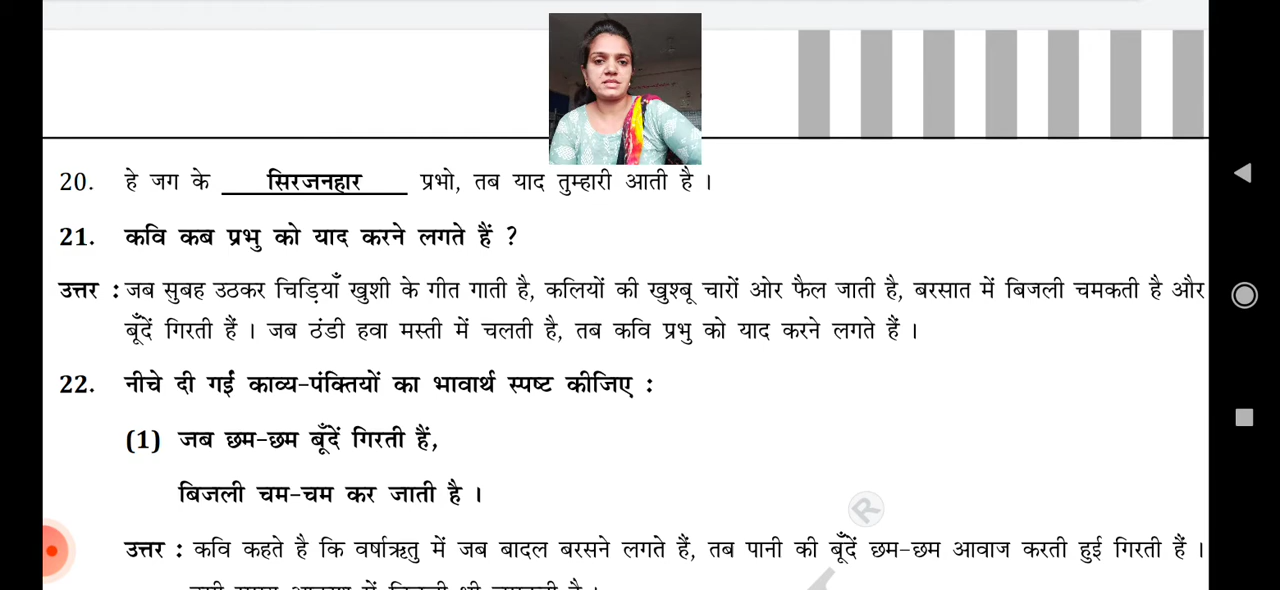 20. हे जग के सिरजनहार प्रभो, तब याद तुम्हारी आती है ।
21. कवि कब प्रभु को याद करने लगते हैं ?
उत्तर : जब सुबह उठकर चिड़ियाँ खुशी के गीत गाती है, कलियों की खुश्बू चारों ओर फैल जाती है, बरसात में बिजली चमकती है और
बूँदें गिरती हैं । जब ठंडी हवा मस्ती में चलती है, तब कवि प्रभु को याद करने लगते हैं ।
22. नीचे दी गईं काव्य-पंक्तियों का भावार्थ स्पष्ट कीजिए :
(1) जब छम-छम बूँदें गिरती हैं,
बिजली चम-चम कर जाती है ।
R
उत्तर : कवि कहते है कि वर्षाऋतु में जब बादल बरसने लगते हैं, तब पानी की बूँदें छम-छम आवाज करती हुई गिरती हैं ।